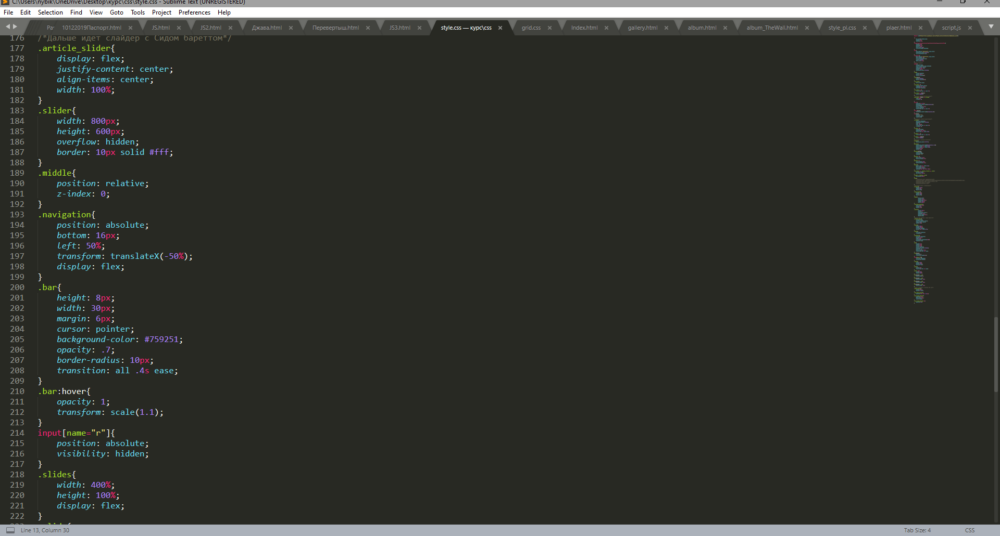 C:\Users\nybik\OneDrive\Desktop\курс\css\style.css - Sublime Text (UNREGISTERED)
File Edit Selection Find View Goto Tools Project Preferences Help
10122019Паспорт.html JS.html JS2.html Джава.html Перевертыш.html JS3.html style.css — курс\css grid.css Index.html gallery.html album.html album_TheWall.html style_pl.css plaer.html script.js
176 /*Дальше идет слайдер с Сидом бареттом*/
177 .article_slider{
178 display: flex;
179 justify-content: center;
180 align-items: center;
181 width: 100%;
182 }
183 .slider{
184 width: 800px;
185 height: 600px;
186 overflow: hidden;
187 border: 10px solid #fff;
188 }
189 .middle{
190 position: relative;
191 z-index: 0;
192 }
193 .navigation{
194 position: absolute;
195 bottom: 16px;
196 left: 50%;
197 transform: translateX(-50%);
198 display: flex;
199 }
200 .bar{
201 height: 8px;
202 width: 30px;
203 margin: 6px;
204 cursor: pointer;
205 background-color: #759251;
206 opacity: .7;
207 border-radius: 10px;
208 transition: all .4s ease;
209 }
210 .bar:hover{
211 opacity: 1;
212 transform: scale(1.1);
213 }
214 input[name="r"]{
215 position: absolute;
216 visibility: hidden;
217 }
218 .slides{
219 width: 400%;
220 height: 100%;
221 display: flex;
222 }
Line 13, Column 30 Tab Size: 4 CSS